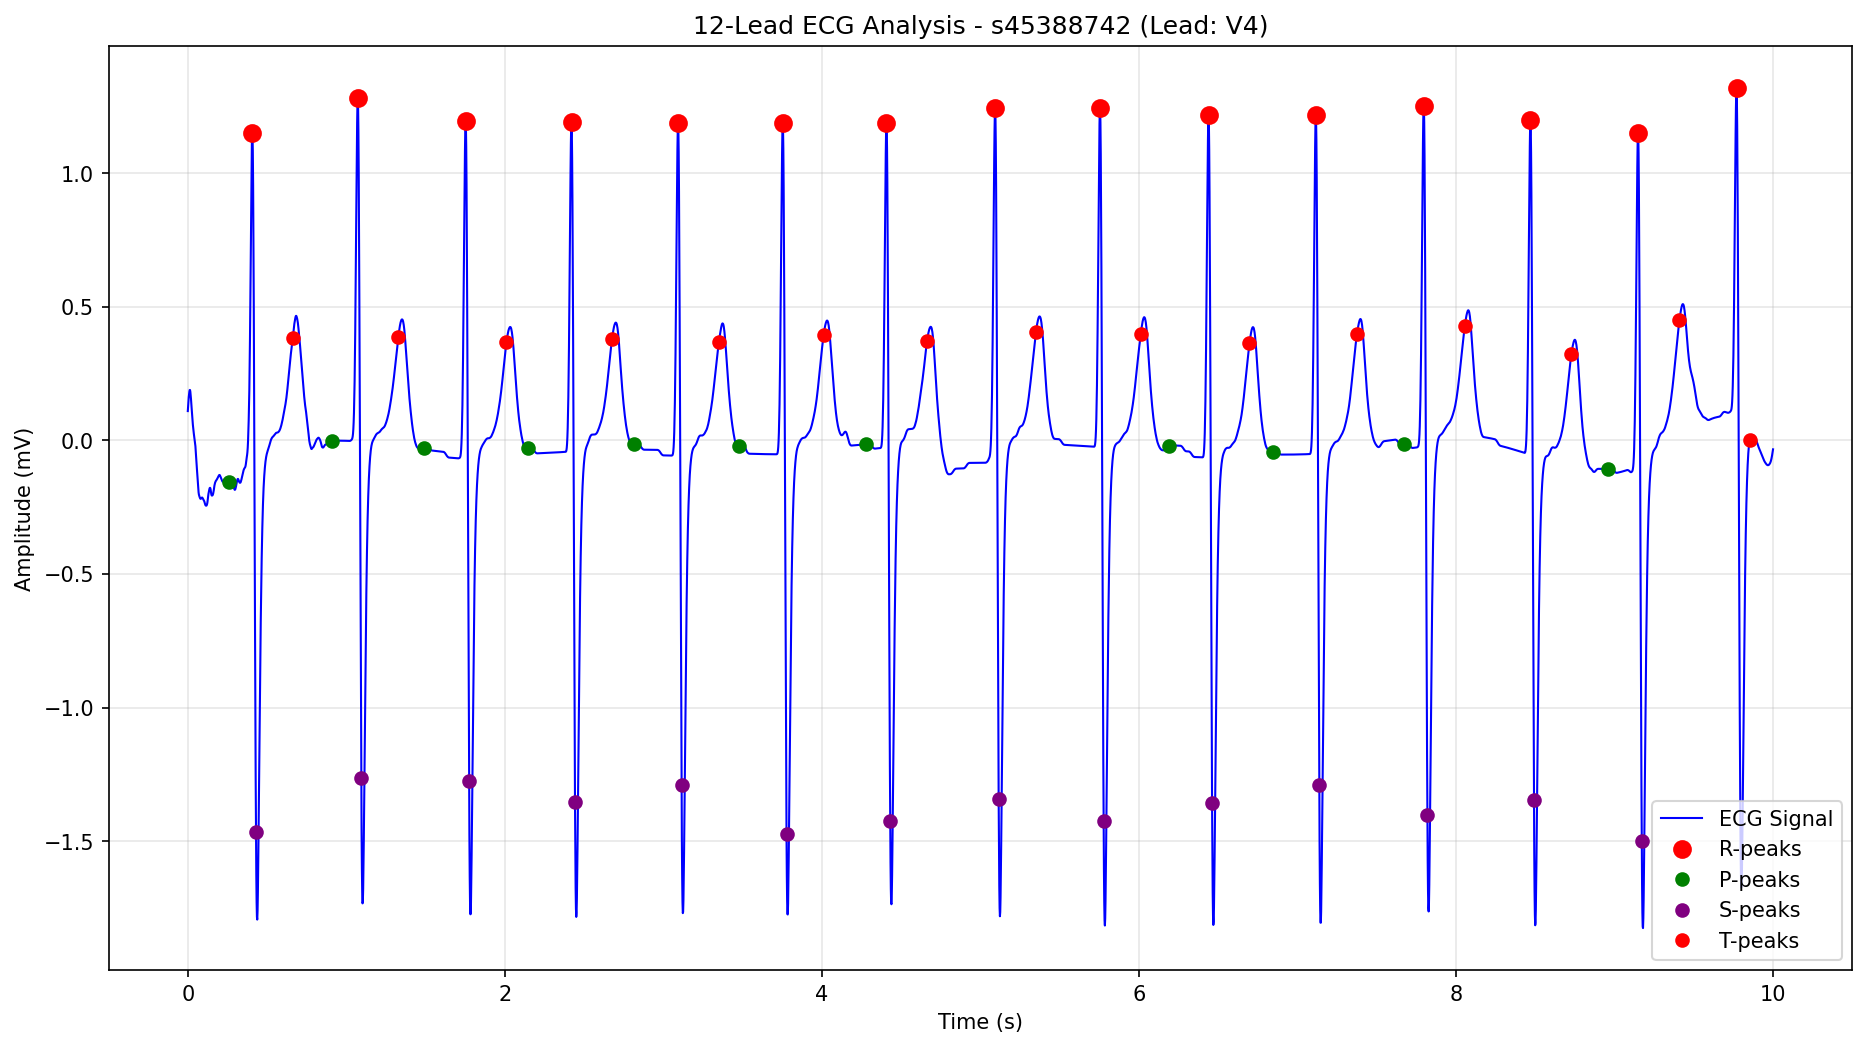 12-Lead ECG Analysis - s45388742 (Lead: V4)
Amplitude (mV)
1.0
0.5
0.0
−0.5
−1.0
−1.5
0 2 4 6 8 10
Time (s)
ECG Signal
R-peaks
P-peaks
S-peaks
T-peaks